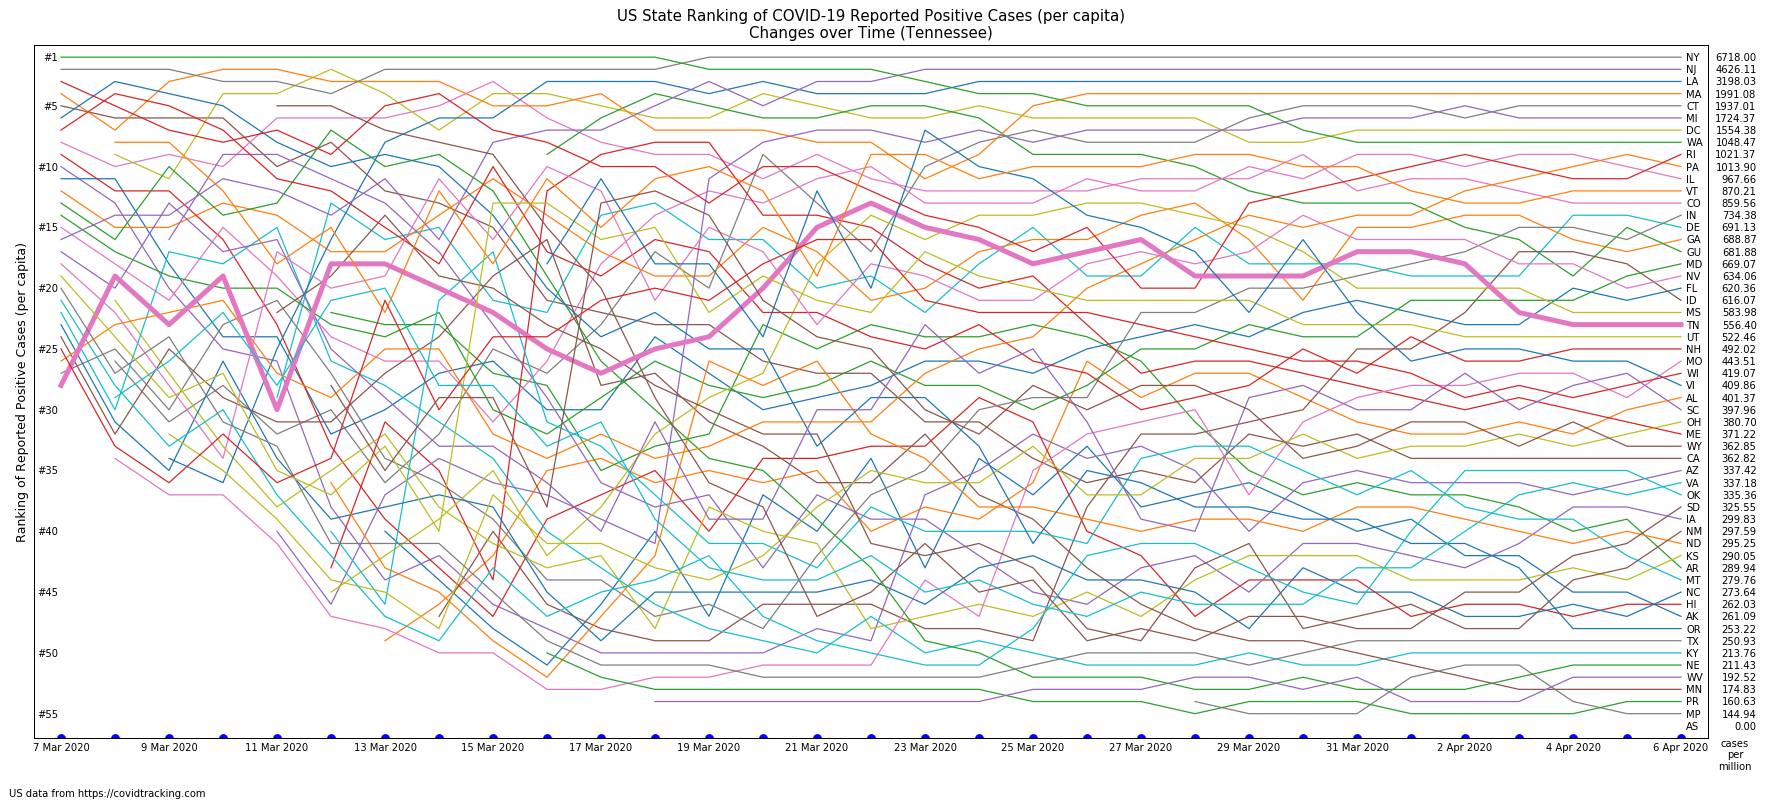 US State Ranking of COVID-19 Reported Positive Cases (per capita)
Changes over Time (Tennessee)
Ranking of Reported Positive Cases (per capita)
#1
#5
#10
#15
#20
#25
#30
#35
#40
#45
#50
#55
NY 6718.00
NJ 4626.11
LA 3198.03
MA 1991.08
CT 1937.01
MI 1724.37
DC 1554.38
WA 1048.47
RI 1021.37
PA 1013.90
IL 967.66
VT 870.21
CO 859.56
IN 734.38
DE 691.13
GA 688.87
GU 681.88
MD 669.07
NV 634.06
FL 620.36
ID 616.07
MS 583.98
TN 556.40
UT 522.46
NH 492.02
MO 443.51
WI 419.07
VI 409.86
AL 401.37
SC 397.96
OH 380.70
ME 371.22
WY 362.85
CA 362.82
AZ 337.42
VA 337.18
OK 335.36
SD 325.55
IA 299.83
NM 297.59
ND 295.25
KS 290.05
AR 289.94
MT 279.76
NC 273.64
HI 262.03
AK 261.09
OR 253.22
TX 250.93
KY 213.76
NE 211.43
WV 192.52
MN 174.83
PR 160.63
MP 144.94
AS 0.00
7 Mar 2020 9 Mar 2020 11 Mar 2020 13 Mar 2020 15 Mar 2020 17 Mar 2020 19 Mar 2020 21 Mar 2020 23 Mar 2020 25 Mar 2020 27 Mar 2020 29 Mar 2020 31 Mar 2020 2 Apr 2020 4 Apr 2020 6 Apr 2020
cases
per
million
US data from https://covidtracking.com